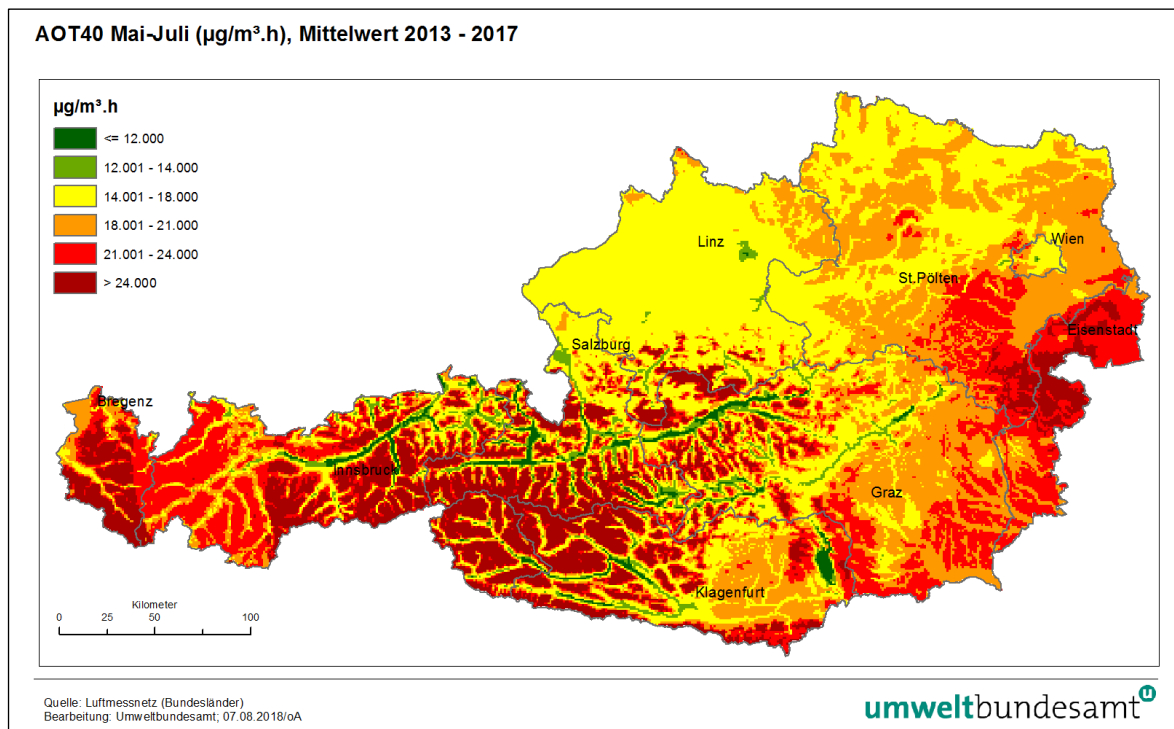 AOT40 Mai-Juli (µg/m³.h), Mittelwert 2013 - 2017
µg/m³.h
<= 12.000
12.001 - 14.000
14.001 - 18.000
18.001 - 21.000
21.001 - 24.000
> 24.000
Linz
Wien
St.Pölten
Eisenstadt
Salzburg
Bregenz
Innsbruck
Graz
Klagenfurt
Kilometer
0 25 50 100
Quelle: Luftmessnetz (Bundesländer)
Bearbeitung: Umweltbundesamt; 07.08.2018/oA
umweltbundesamt u